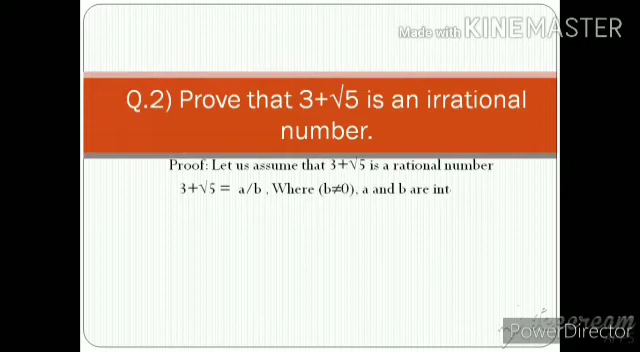 Made with KINEMASTER
Q.2) Prove that 3+√5 is an irrational
number.
Proof: Let us assume that 3+√5 is a rational number
3+√5 = a/b , Where (b≠0), a and b are int
PowerDirector